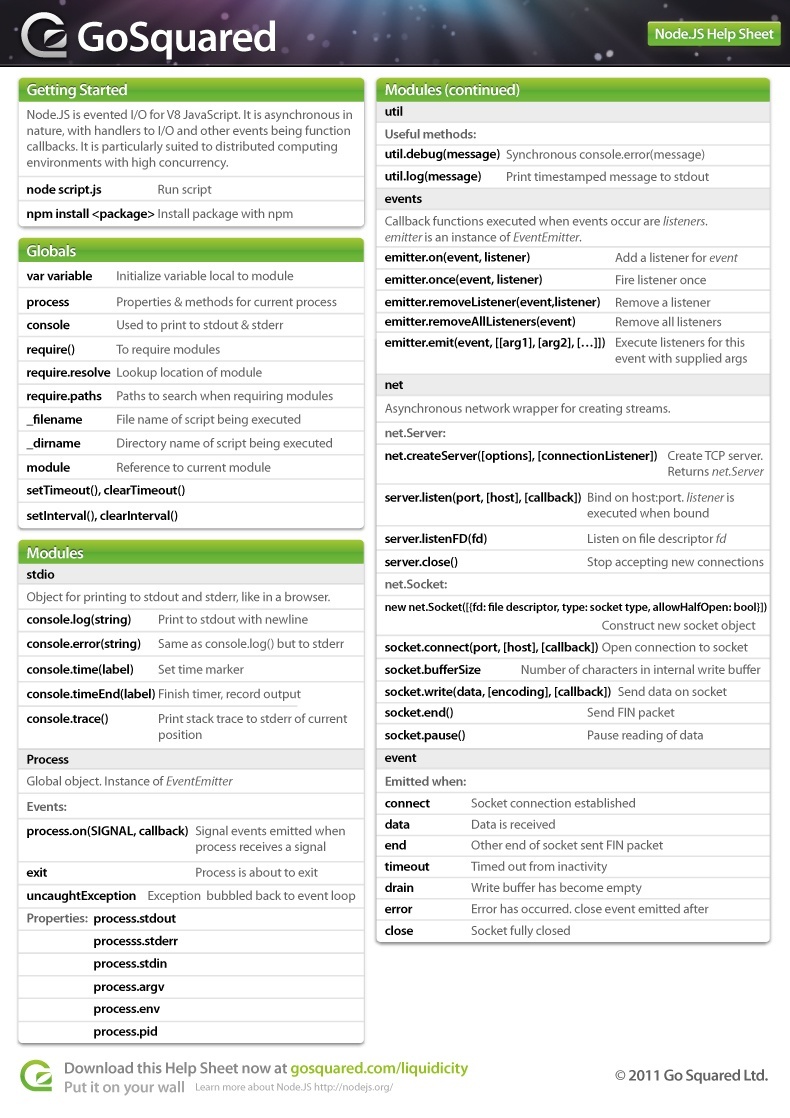 GoSquared
Node.JS Help Sheet
Getting Started
Node.JS is evented I/O for V8 JavaScript. It is asynchronous in
nature, with handlers to I/O and other events being function
callbacks. It is particularly suited to distributed computing
environments with high concurrency.
node script.js Run script
npm install <package> Install package with npm
Globals
var variable Initialize variable local to module
process Properties & methods for current process
console Used to print to stdout & stderr
require() To require modules
require.resolve Lookup location of module
require.paths Paths to search when requiring modules
_filename File name of script being executed
_dirname Directory name of script being executed
module Reference to current module
setTimeout(), clearTimeout()
setInterval(), clearInterval()
Modules
stdio
Object for printing to stdout and stderr, like in a browser.
console.log(string) Print to stdout with newline
console.error(string) Same as console.log() but to stderr
console.time(label) Set time marker
console.timeEnd(label) Finish timer, record output
console.trace() Print stack trace to stderr of current
position
Process
Global object. Instance of EventEmitter
Events:
process.on(SIGNAL, callback) Signal events emitted when
process receives a signal
exit Process is about to exit
uncaughtException Exception bubbled back to event loop
Properties: process.stdout
processs.stderr
process.stdin
process.argv
process.env
process.pid
Modules (continued)
util
Useful methods:
util.debug(message) Synchronous console.error(message)
util.log(message) Print timestamped message to stdout
events
Callback functions executed when events occur are listeners.
emitter is an instance of EventEmitter.
emitter.on(event, listener) Add a listener for event
emitter.once(event, listener) Fire listener once
emitter.removeListener(event,listener) Remove a listener
emitter.removeAllListeners(event) Remove all listeners
emitter.emit(event, [[arg1], [arg2], [...]]) Execute listeners for this
event with supplied args
net
Asynchronous network wrapper for creating streams.
net.Server:
net.createServer([options], [connectionListener]) Create TCP server.
Returns net.Server
server.listen(port, [host], [callback]) Bind on host:port. listener is
executed when bound
server.listenFD(fd) Listen on file descriptor fd
server.close() Stop accepting new connections
net.Socket:
new net.Socket([{fd: file descriptor, type: socket type, allowHalfOpen: bool}])
Construct new socket object
socket.connect(port, [host], [callback]) Open connection to socket
socket.bufferSize Number of characters in internal write buffer
socket.write(data, [encoding], [callback]) Send data on socket
socket.end() Send FIN packet
socket.pause() Pause reading of data
event
Emitted when:
connect Socket connection established
data Data is received
end Other end of socket sent FIN packet
timeout Timed out from inactivity
drain Write buffer has become empty
error Error has occurred. close event emitted after
close Socket fully closed
Download this Help Sheet now at gosquared.com/liquidicity
Put it on your wall Learn more about Node.JS http://nodejs.org/
© 2011 Go Squared Ltd.